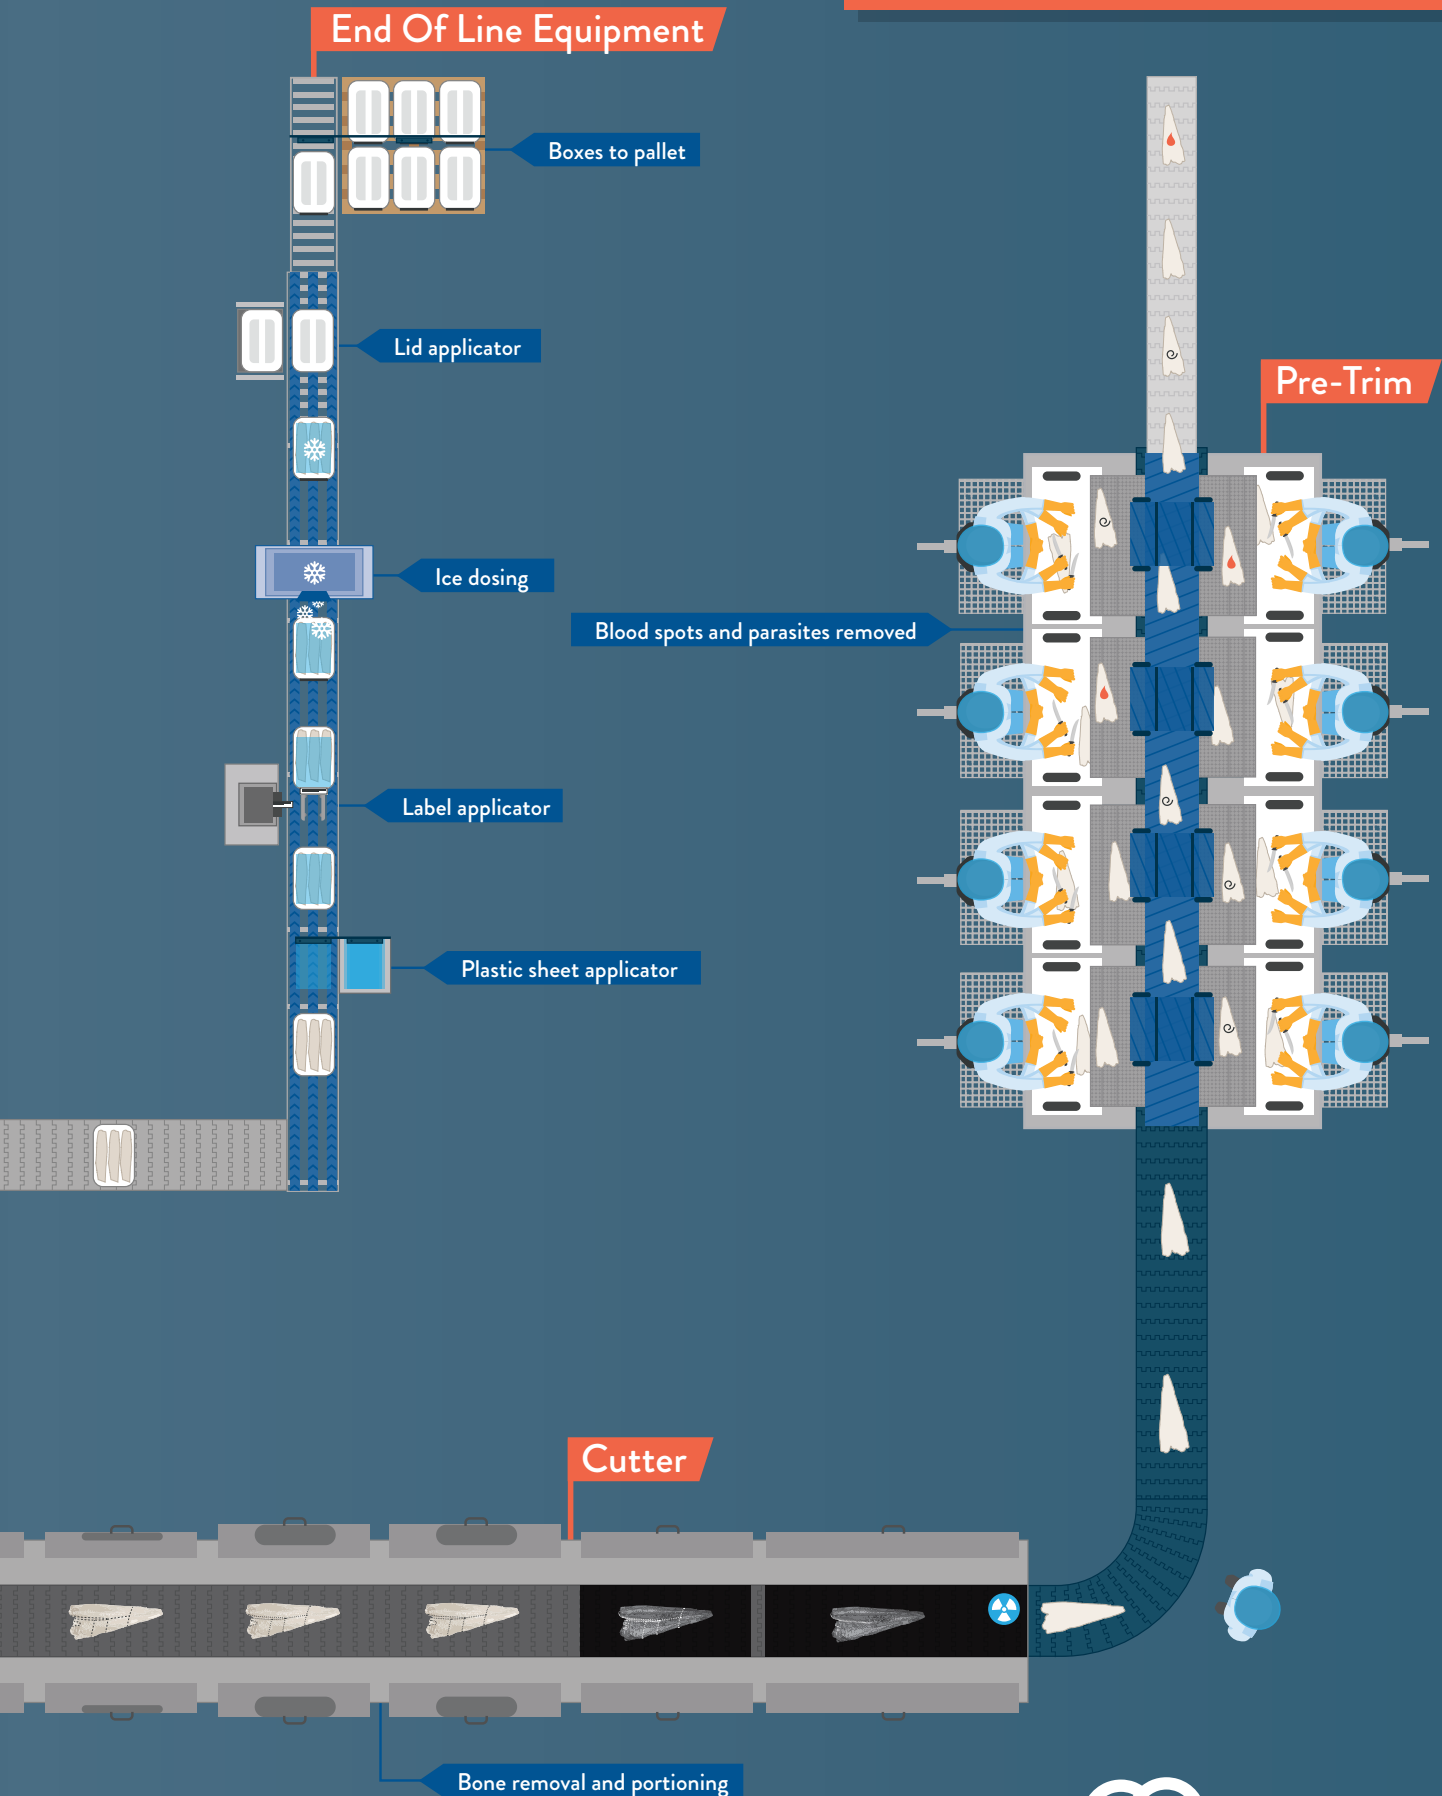 End Of Line Equipment
Boxes to pallet
Lid applicator
Pre-Trim
Ice dosing
Blood spots and parasites removed
Label applicator
Plastic sheet applicator
Cutter
Bone removal and portioning